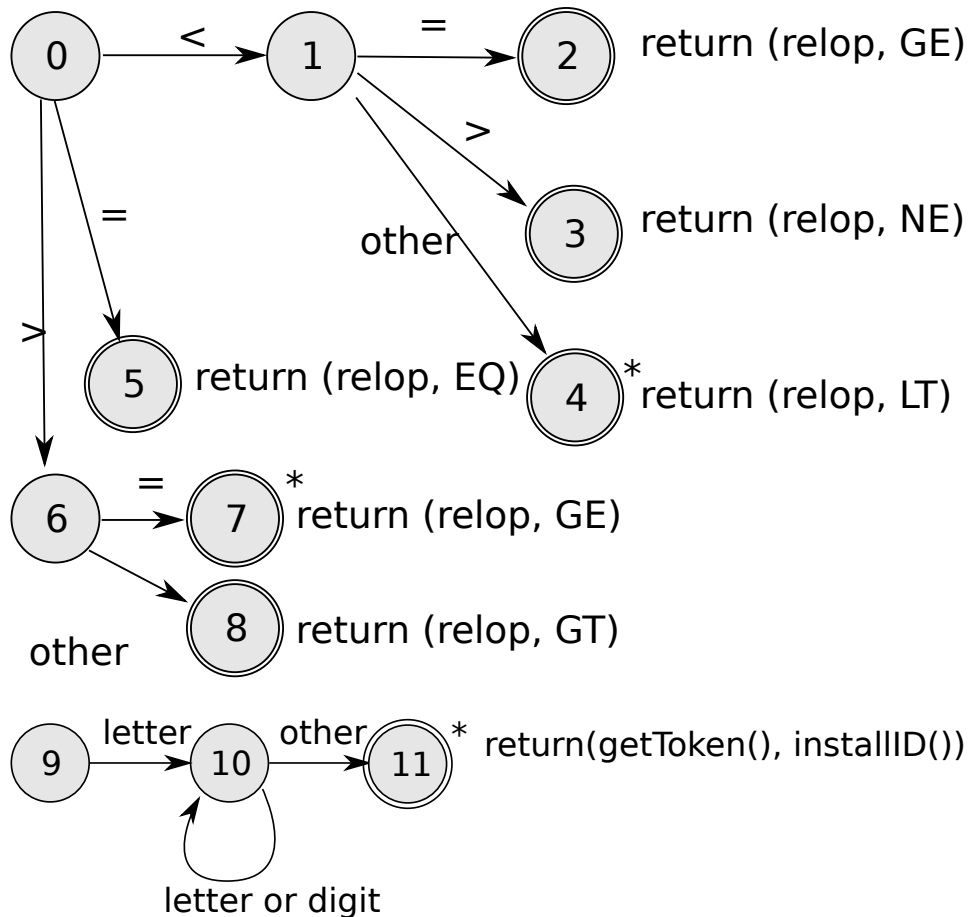 0 < 1 = 2 return (relop, GE)
> 3 return (relop, NE)
= other
> 5 return (relop, EQ) 4 * return (relop, LT)
6 = 7 * return (relop, GE)
8 return (relop, GT)
other
9 letter 10 other 11 * return(getToken(), installID())
letter or digit